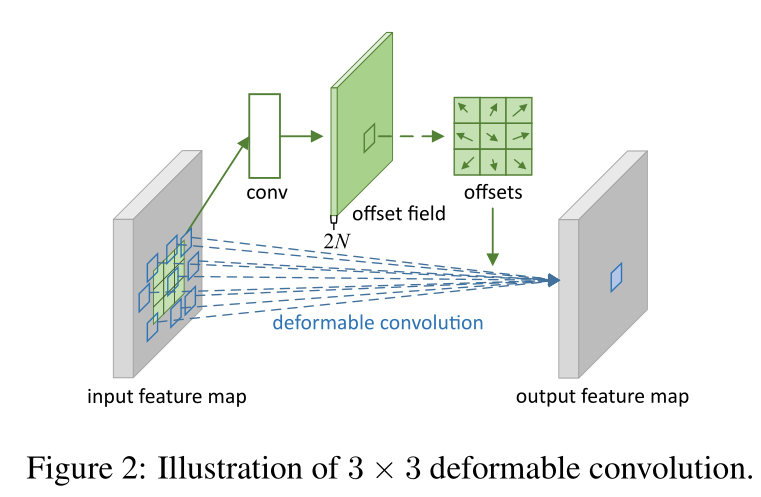 conv
offset field
2N
offsets
deformable convolution
input feature map
output feature map
Figure 2: Illustration of 3 × 3 deformable convolution.